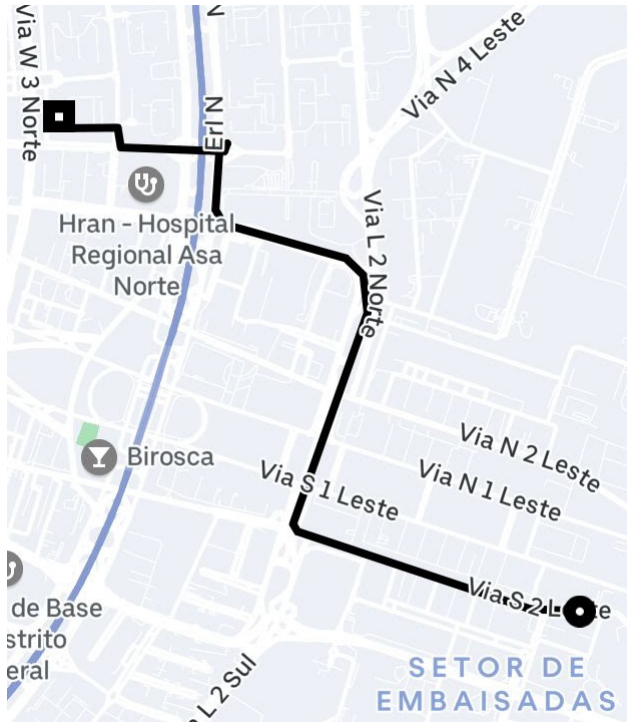 Via W 3 Norte
Erl N
Via N 4 Leste
Hran - Hospital
Regional Asa
Norte
Via L 2 Norte
Birosca
Via N 2 Leste
Via N 1 Leste
Via S 1 Leste
Via S 2 Leste
de Base
strito
eral
a L 2 Sul
SETOR DE
EMBAISADAS